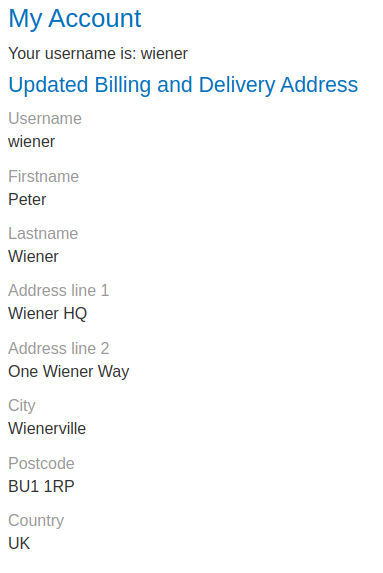 My Account
Your username is: wiener
Updated Billing and Delivery Address
Username
wiener
Firstname
Peter
Lastname
Wiener
Address line 1
Wiener HQ
Address line 2
One Wiener Way
City
Wienerville
Postcode
BU1 1RP
Country
UK